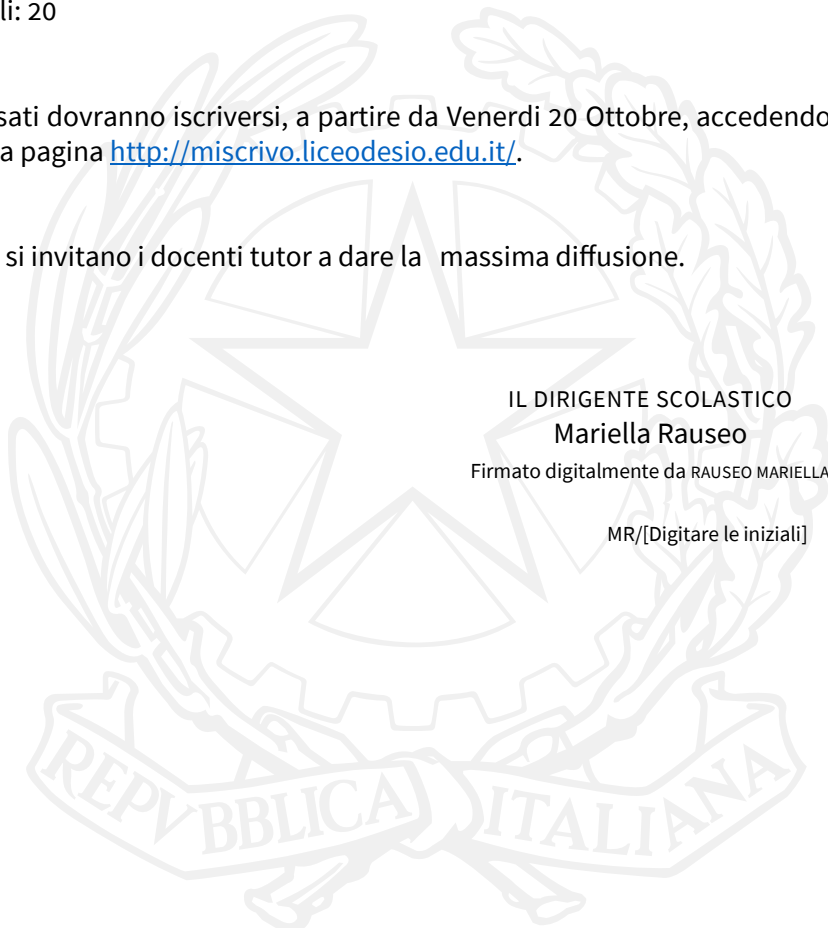 li: 20
sati dovranno iscriversi, a partire da Venerdi 20 Ottobre, accedendo
a pagina http://miscrivo.liceodesio.edu.it/.
si invitano i docenti tutor a dare la massima diffusione.
IL DIRIGENTE SCOLASTICO
Mariella Rauseo
Firmato digitalmente da RAUSEO MARIELLA
MR/[Digitare le iniziali]
REPVBBLICA ITALIANA